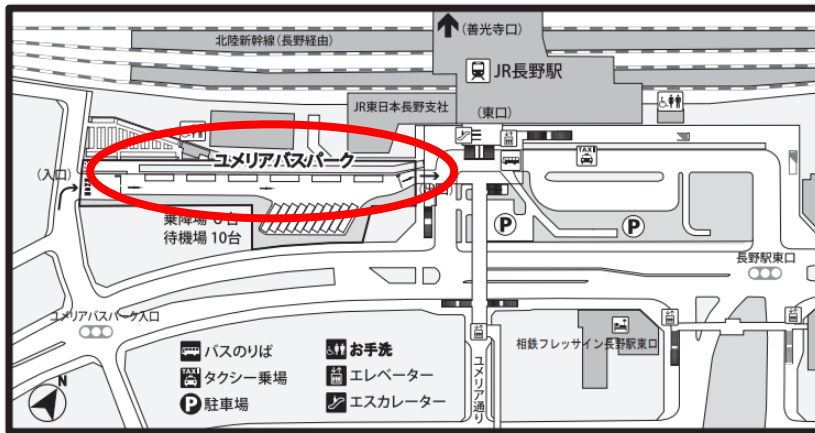 (善光寺口)
北陸新幹線(長野経由)
JR長野駅
JR東日本長野支社
(東口)
ユメリアバスパーク
TAXI
(入口)
乗降場
待機場 10台
P
P
長野駅東口
ユメリアバスパーク入口
相鉄フレッサイン長野駅東口
ユメリア通り
バスのりば
お手洗
TAXI
タクシー乗場
エレベーター
P
駐車場
エスカレーター
N